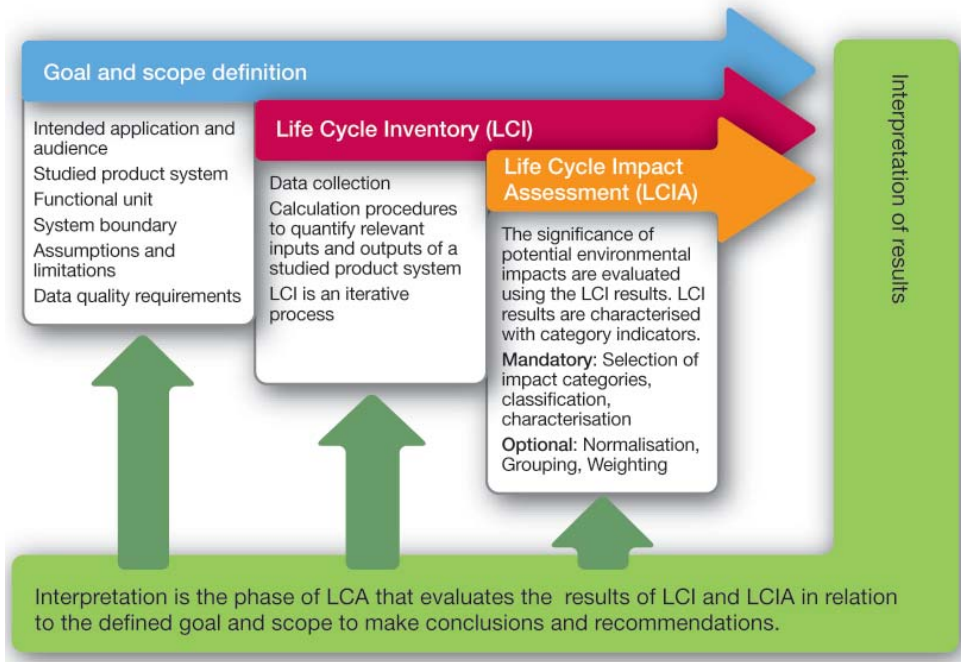 Goal and scope definition
Intended application and
audience
Studied product system
Functional unit
System boundary
Assumptions and
limitations
Data quality requirements
Life Cycle Inventory (LCI)
Data collection
Calculation procedures
to quantify relevant
inputs and outputs of a
studied product system
LCI is an iterative
process
Life Cycle Impact
Assessment (LCIA)
The significance of
potential environmental
impacts are evaluated
using the LCI results. LCI
results are characterised
with category indicators.
Mandatory: Selection of
impact categories,
classification,
characterisation
Optional: Normalisation,
Grouping, Weighting
Interpretation of results
Interpretation is the phase of LCA that evaluates the results of LCI and LCIA in relation
to the defined goal and scope to make conclusions and recommendations.